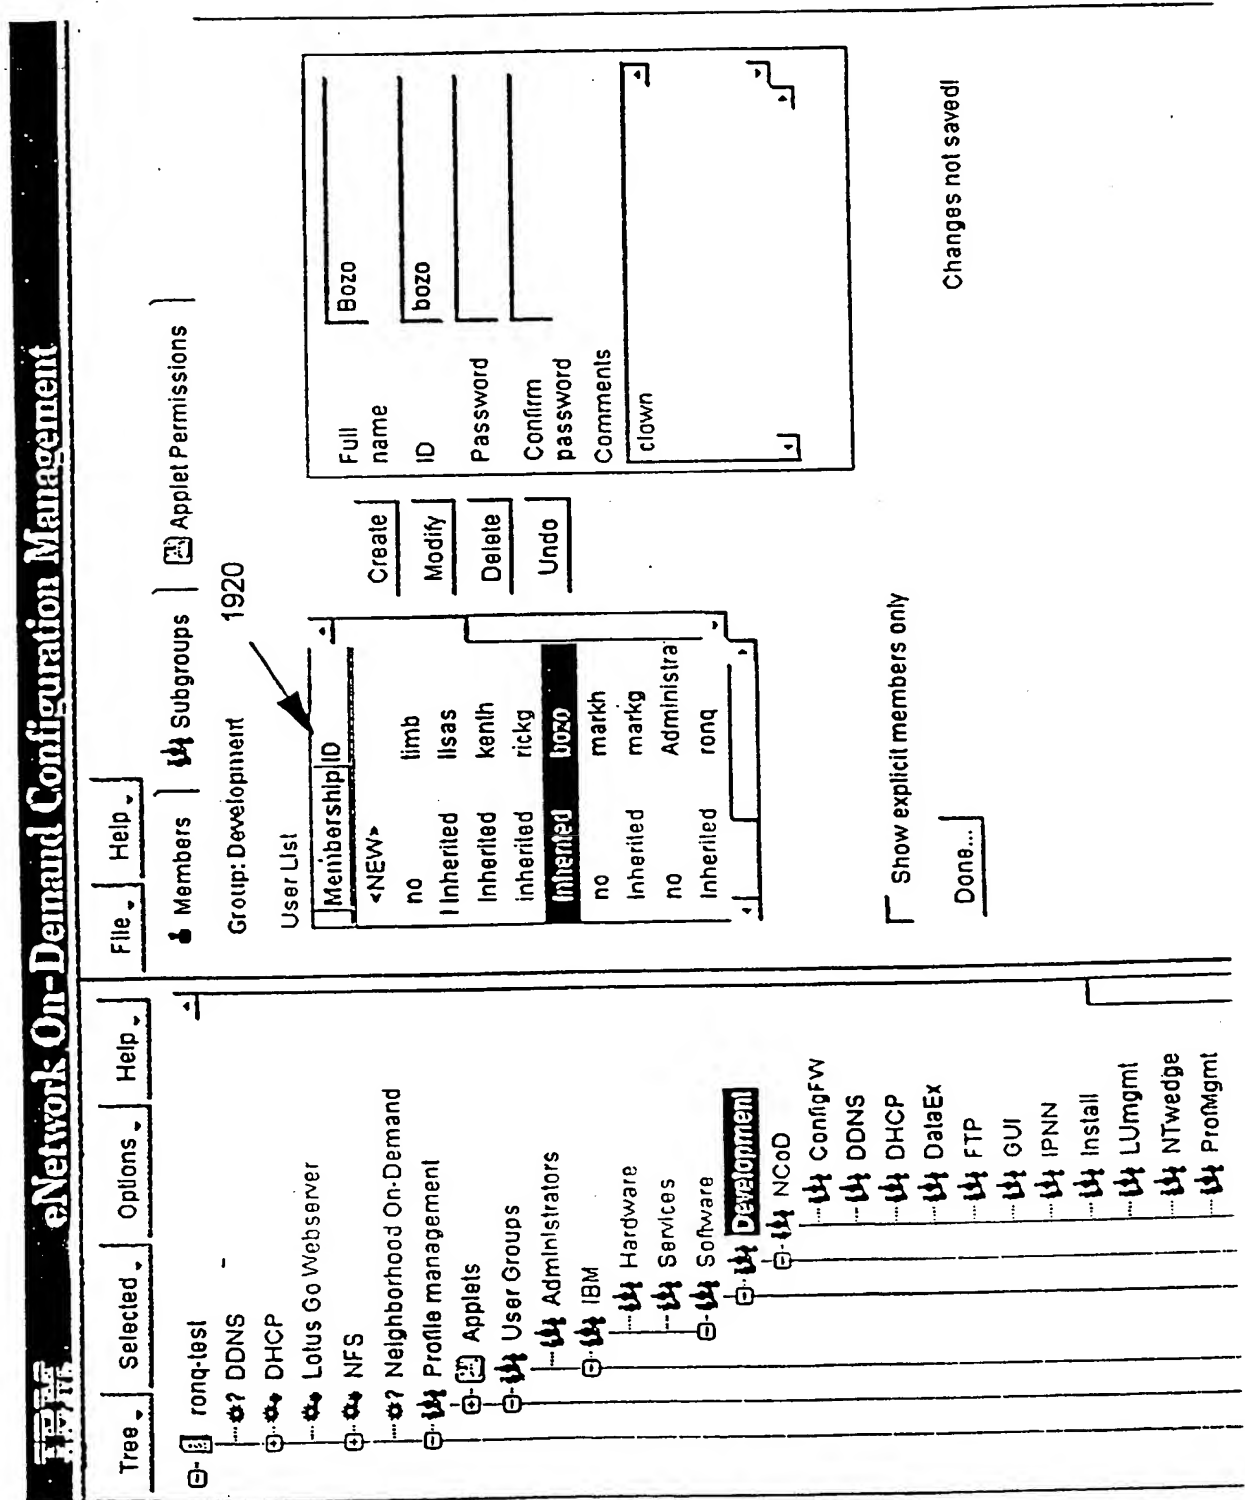 IBM
eNetwork On-Demand Configuration Management
Tree Selected Options Help
ronq-test
? DDNS
DHCP
Lotus Go Webserver
NFS
? Neighborhood On-Demand
Profile management
Applets
User Groups
Administrators
IBM
Hardware
Services
Software
Development
NCoD
ConfigFW
DDNS
DHCP
DataEx
FTP
GUI
IPNN
Install
LUmgmt
NTwedge
ProfMgmt
File Help
Members Subgroups Applet Permissions
Group: Development
1920
User List
Membership ID
<NEW>
no timb
Inherited lisas
Inherited kenth
inherited rickg
Inherited bozo
no markh
Inherited markg
no Administra
Inherited ronq
Create
Modify
Delete
Undo
Full name Bozo
ID bozo
Password
Confirm
password
Comments
clown
Show explicit members only
Done...
Changes not saved!